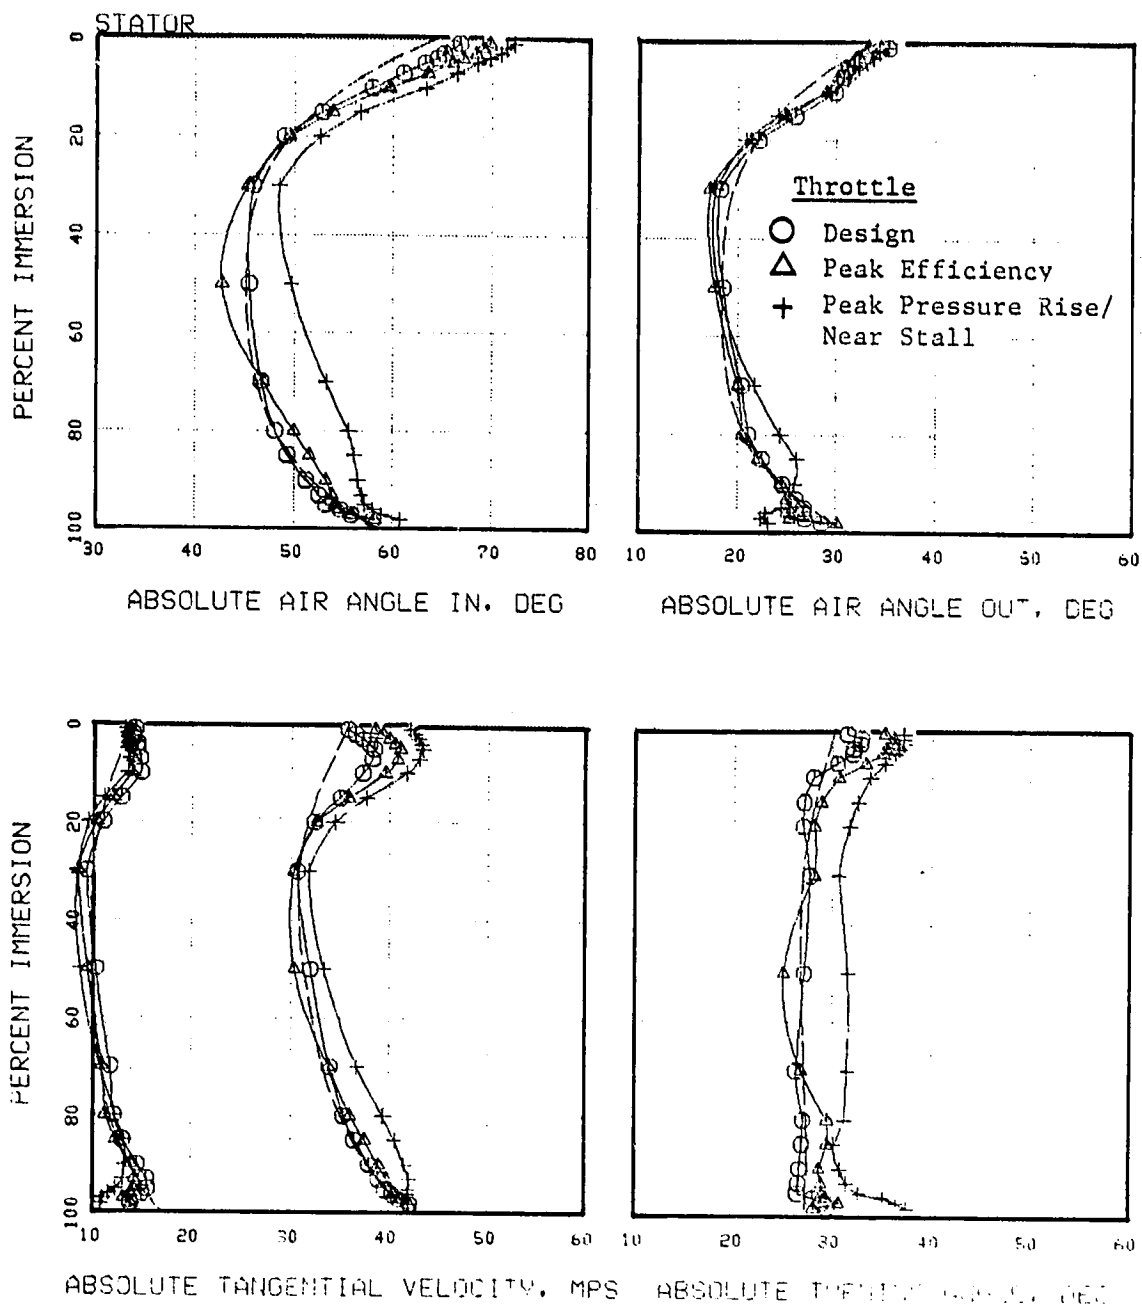 STATOR
0
20
40
60
80
100
PERCENT IMMERSION
30 40 50 60 70 80
ABSOLUTE AIR ANGLE IN, DEG
Throttle
Design
Peak Efficiency
Peak Pressure Rise/
Near Stall
10 20 30 40 60
ABSOLUTE AIR ANGLE OUT, DEG
0
20
40
60
80
100
PERCENT IMMERSION
10 20 30 40 50 60
ABSOLUTE TANGENTIAL VELOCITY, MPS
10 20 30 40 50 60
ABSOLUTE DEG